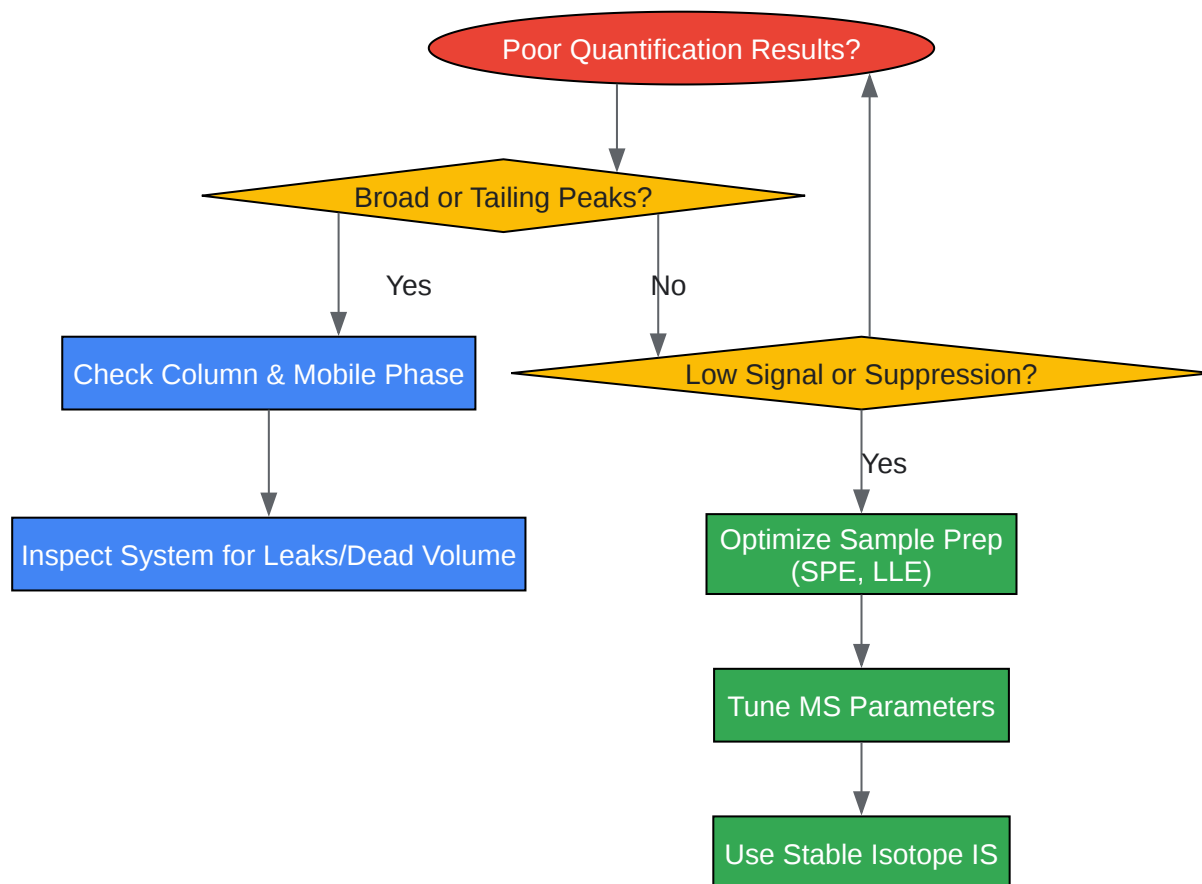 Poor Quantification Results?
Broad or Tailing Peaks?
Yes
No
Check Column & Mobile Phase
Low Signal or Suppression?
Yes
Inspect System for Leaks/Dead Volume
Optimize Sample Prep
(SPE, LLE)
Tune MS Parameters
Use Stable Isotope IS